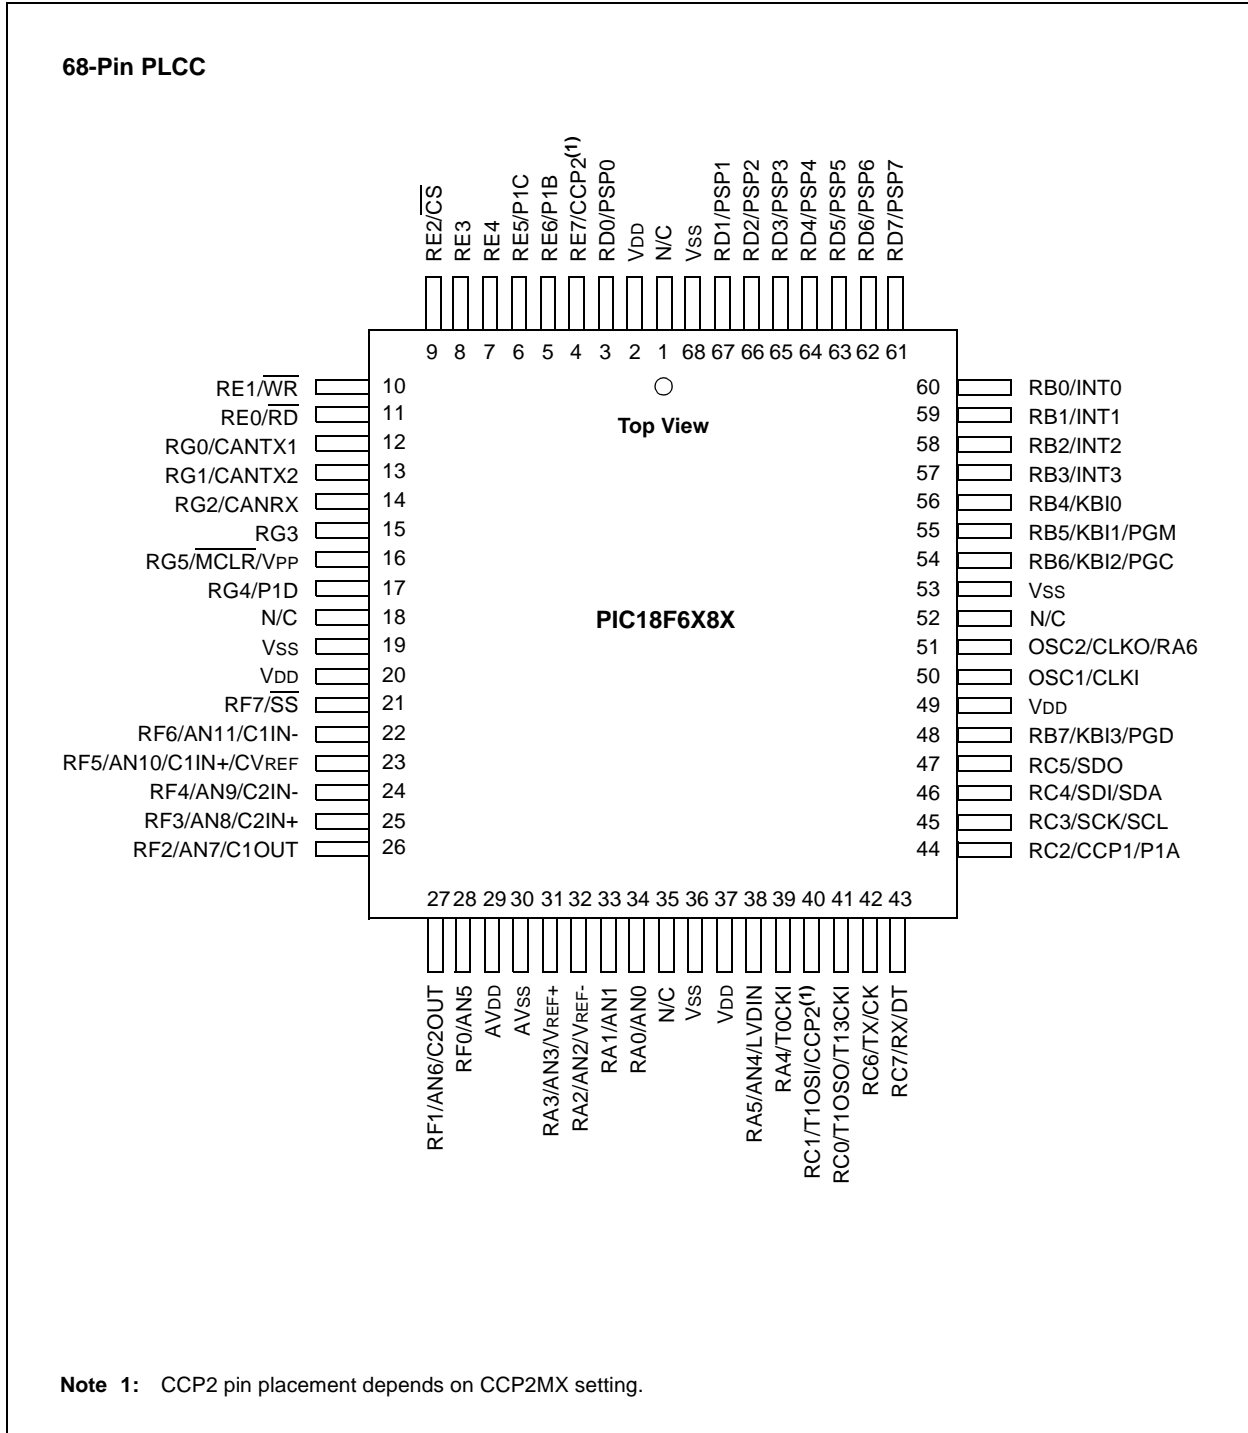 68-Pin PLCC
RE2/CS
RE3
RE4
RE5/P1C
RE6/P1B
RE7/CCP2(1)
RD0/PSP0
VDD
N/C
VSS
RD1/PSP1
RD2/PSP2
RD3/PSP3
RD4/PSP4
RD5/PSP5
RD6/PSP6
RD7/PSP7
9 8 7 6 5 4 3 2 1 68 67 66 65 64 63 62 61
RE1/WR 10
RE0/RD 11
RG0/CANTX1 12
RG1/CANTX2 13
RG2/CANRX 14
RG3 15
RG5/MCLR/VPP 16
RG4/P1D 17
N/C 18
VSS 19
VDD 20
RF7/SS 21
RF6/AN11/C1IN- 22
RF5/AN10/C1IN+/CVREF 23
RF4/AN9/C2IN- 24
RF3/AN8/C2IN+ 25
RF2/AN7/C1OUT 26
Top View
PIC18F6X8X
60 RB0/INT0
59 RB1/INT1
58 RB2/INT2
57 RB3/INT3
56 RB4/KBI0
55 RB5/KBI1/PGM
54 RB6/KBI2/PGC
53 VSS
52 N/C
51 OSC2/CLKO/RA6
50 OSC1/CLKI
49 VDD
48 RB7/KBI3/PGD
47 RC5/SDO
46 RC4/SDI/SDA
45 RC3/SCK/SCL
44 RC2/CCP1/P1A
27 28 29 30 31 32 33 34 35 36 37 38 39 40 41 42 43
RF1/AN6/C2OUT
RF0/AN5
AVDD
AVSS
RA3/AN3/VREF+
RA2/AN2/VREF-
RA1/AN1
RA0/AN0
N/C
VSS
VDD
RA5/AN4/LVDIN
RA4/T0CKI
RC1/T1OSI/CCP2(1)
RC0/T1OSO/T13CKI
RC6/TX/CK
RC7/RX/DT
Note 1: CCP2 pin placement depends on CCP2MX setting.